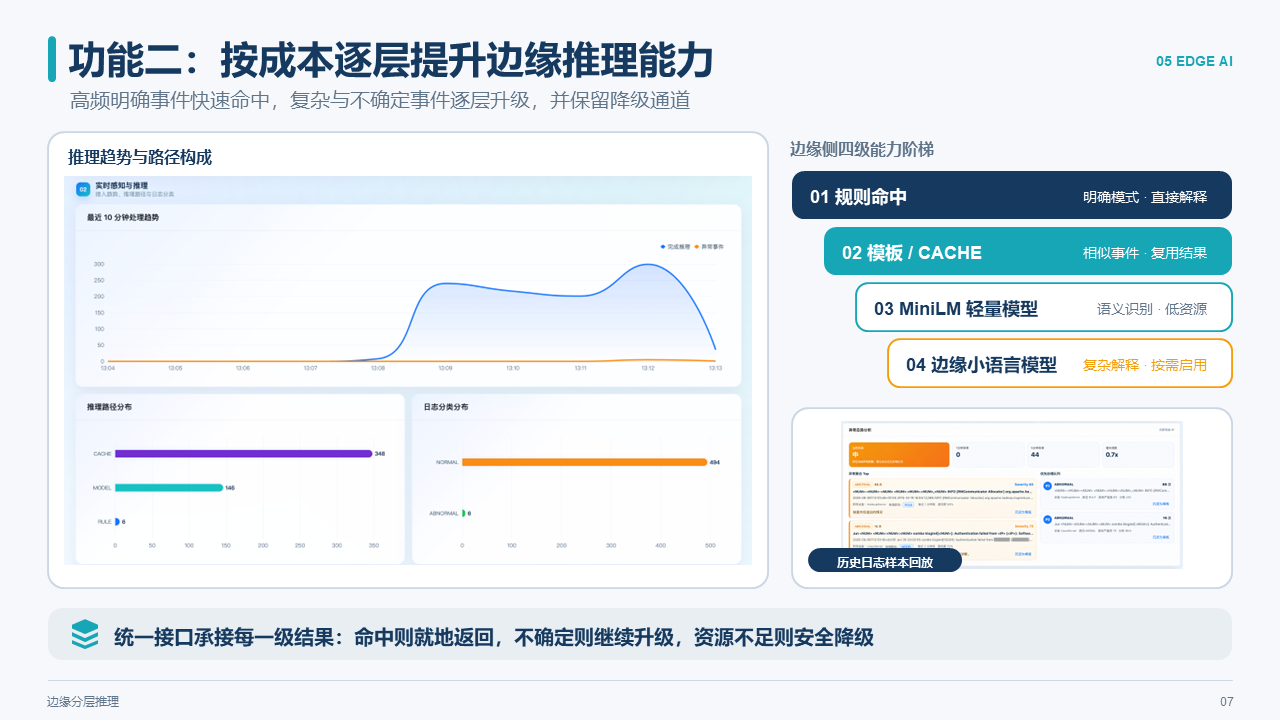 功能二：按成本逐层提升边缘推理能力
05 EDGE AI
高频明确事件快速命中，复杂与不确定事件逐层升级，并保留降级通道
推理趋势与路径构成
02 实时感知与推理
最近 10 分钟处理趋势
完成推理 异常事件
300
250
200
150
100
50
0
13:04 13:05 13:06 13:07 13:08 13:09 13:10 13:11 13:12 13:13
推理路径分布
CACHE 348
MODEL 146
RULE 6
0 50 100 150 200 250 300 350
日志分类分布
NORMAL 494
ABNORMAL 6
0 100 200 300 400 500
边缘侧四级能力阶梯
01 规则命中 明确模式 · 直接解释
02 模板 / CACHE 相似事件 · 复用结果
03 MiniLM 轻量模型 语义识别 · 低资源
04 边缘小语言模型 复杂解释 · 按需启用
中
0
44
0.7x
ABNORMAL
ABNORMAL
ABNORMAL
ABNORMAL
历史日志样本回放
统一接口承接每一级结果：命中则就地返回，不确定则继续升级，资源不足则安全降级
边缘分层推理
07